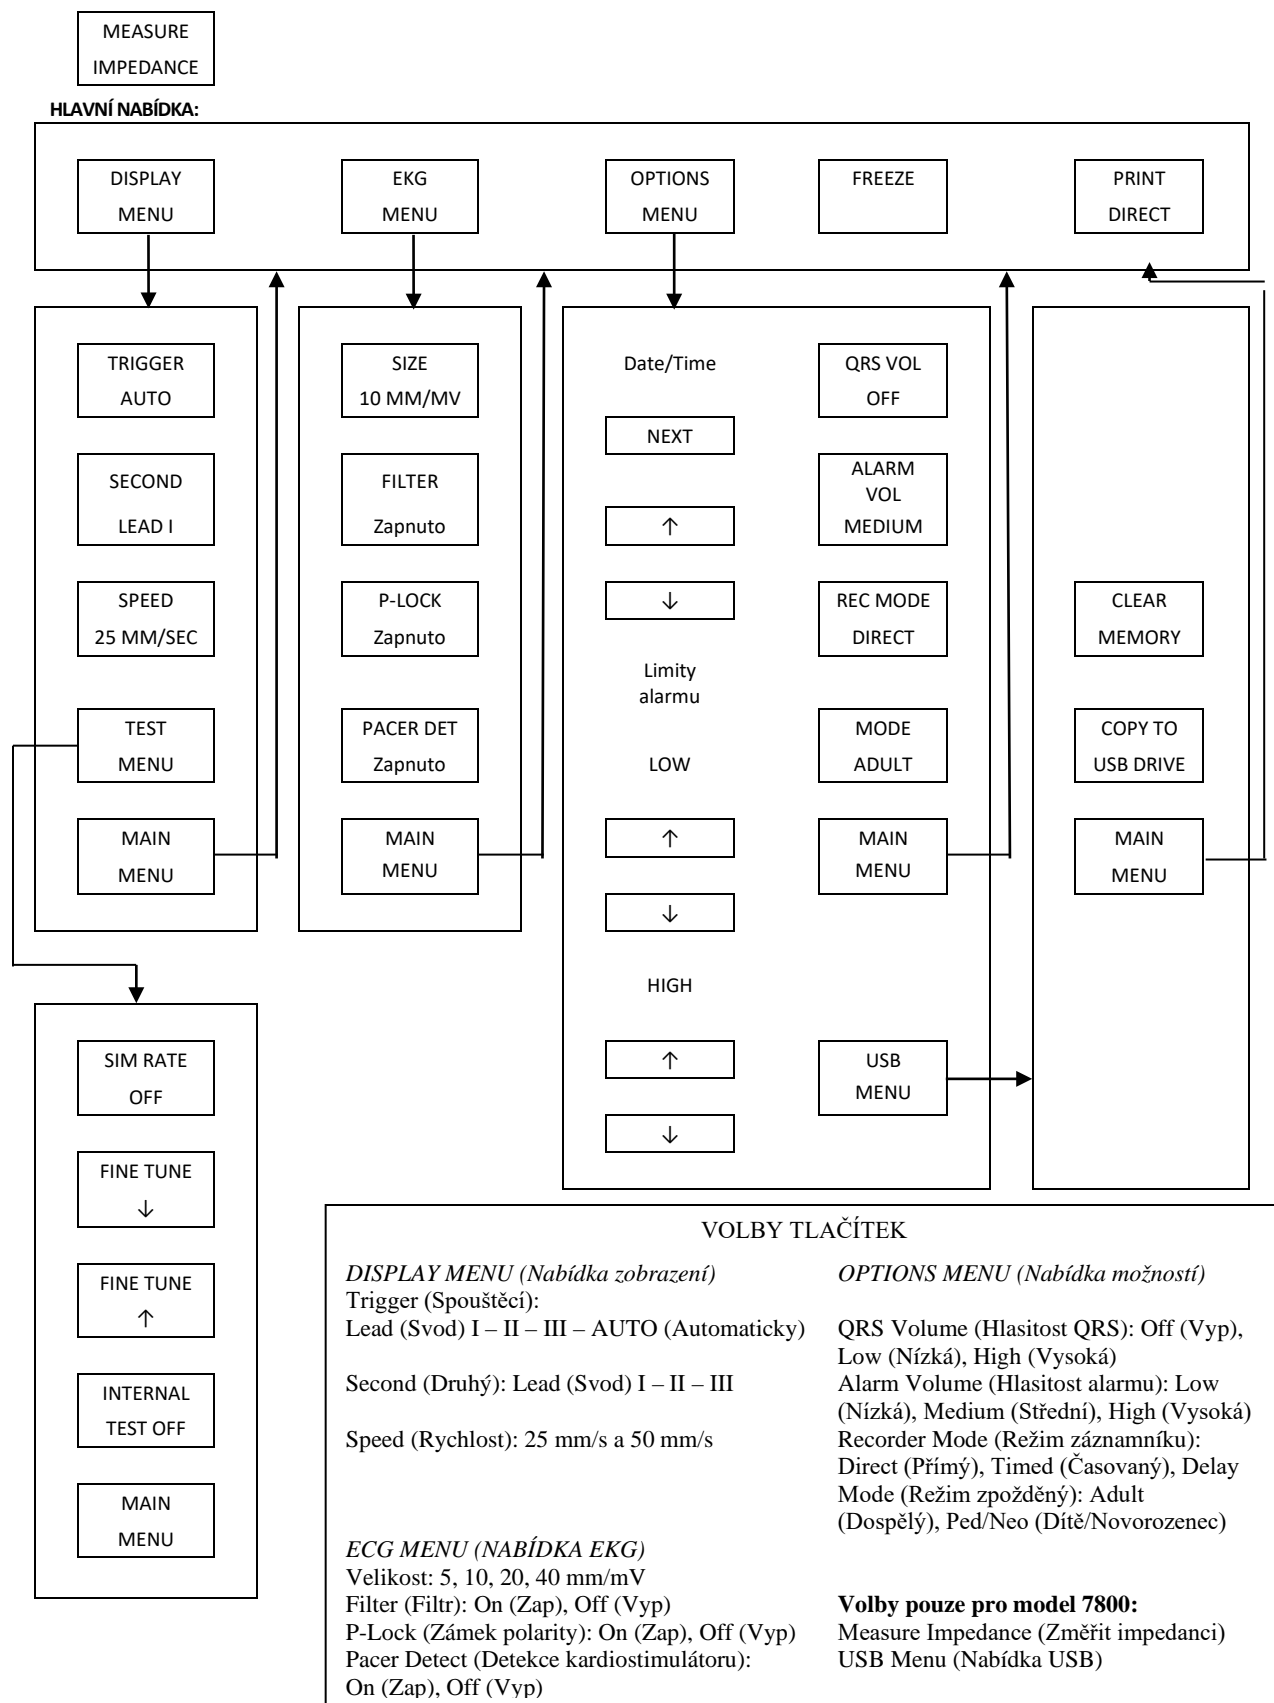 MEASURE
IMPEDANCE
HLAVNÍ NABÍDKA:
DISPLAY
MENU
EKG
MENU
OPTIONS
MENU
FREEZE
PRINT
DIRECT
TRIGGER
AUTO
SECOND
LEAD I
SPEED
25 MM/SEC
TEST
MENU
MAIN
MENU
SIZE
10 MM/MV
FILTER
Zapnuto
P-LOCK
Zapnuto
PACER DET
Zapnuto
MAIN
MENU
Date/Time
NEXT
↑
↓
Limity
alarmu
LOW
↑
↓
HIGH
↑
↓
QRS VOL
OFF
ALARM
VOL
MEDIUM
REC MODE
DIRECT
MODE
ADULT
MAIN
MENU
USB
MENU
CLEAR
MEMORY
COPY TO
USB DRIVE
MAIN
MENU
SIM RATE
OFF
FINE TUNE
↓
FINE TUNE
↑
INTERNAL
TEST OFF
MAIN
MENU
VOLBY TLAČÍTEK
DISPLAY MENU (Nabídka zobrazení)
Trigger (Spouštěcí):
Lead (Svod) I – II – III – AUTO (Automaticky)
Second (Druhý): Lead (Svod) I – II – III
Speed (Rychlost): 25 mm/s a 50 mm/s
ECG MENU (NABÍDKA EKG)
Velikost: 5, 10, 20, 40 mm/mV
Filter (Filtr): On (Zap), Off (Vyp)
P-Lock (Zámek polarity): On (Zap), Off (Vyp)
Pacer Detect (Detekce kardiostimulátoru):
On (Zap), Off (Vyp)
OPTIONS MENU (Nabídka možností)
QRS Volume (Hlasitost QRS): Off (Vyp),
Low (Nízká), High (Vysoká)
Alarm Volume (Hlasitost alarmu): Low
(Nízká), Medium (Střední), High (Vysoká)
Recorder Mode (Režim záznamníku):
Direct (Přímý), Timed (Časovaný), Delay
Mode (Režim zpožděný): Adult
(Dospělý), Ped/Neo (Dítě/Novorozenec)
Volby pouze pro model 7800:
Measure Impedance (Změřit impedanci)
USB Menu (Nabídka USB)